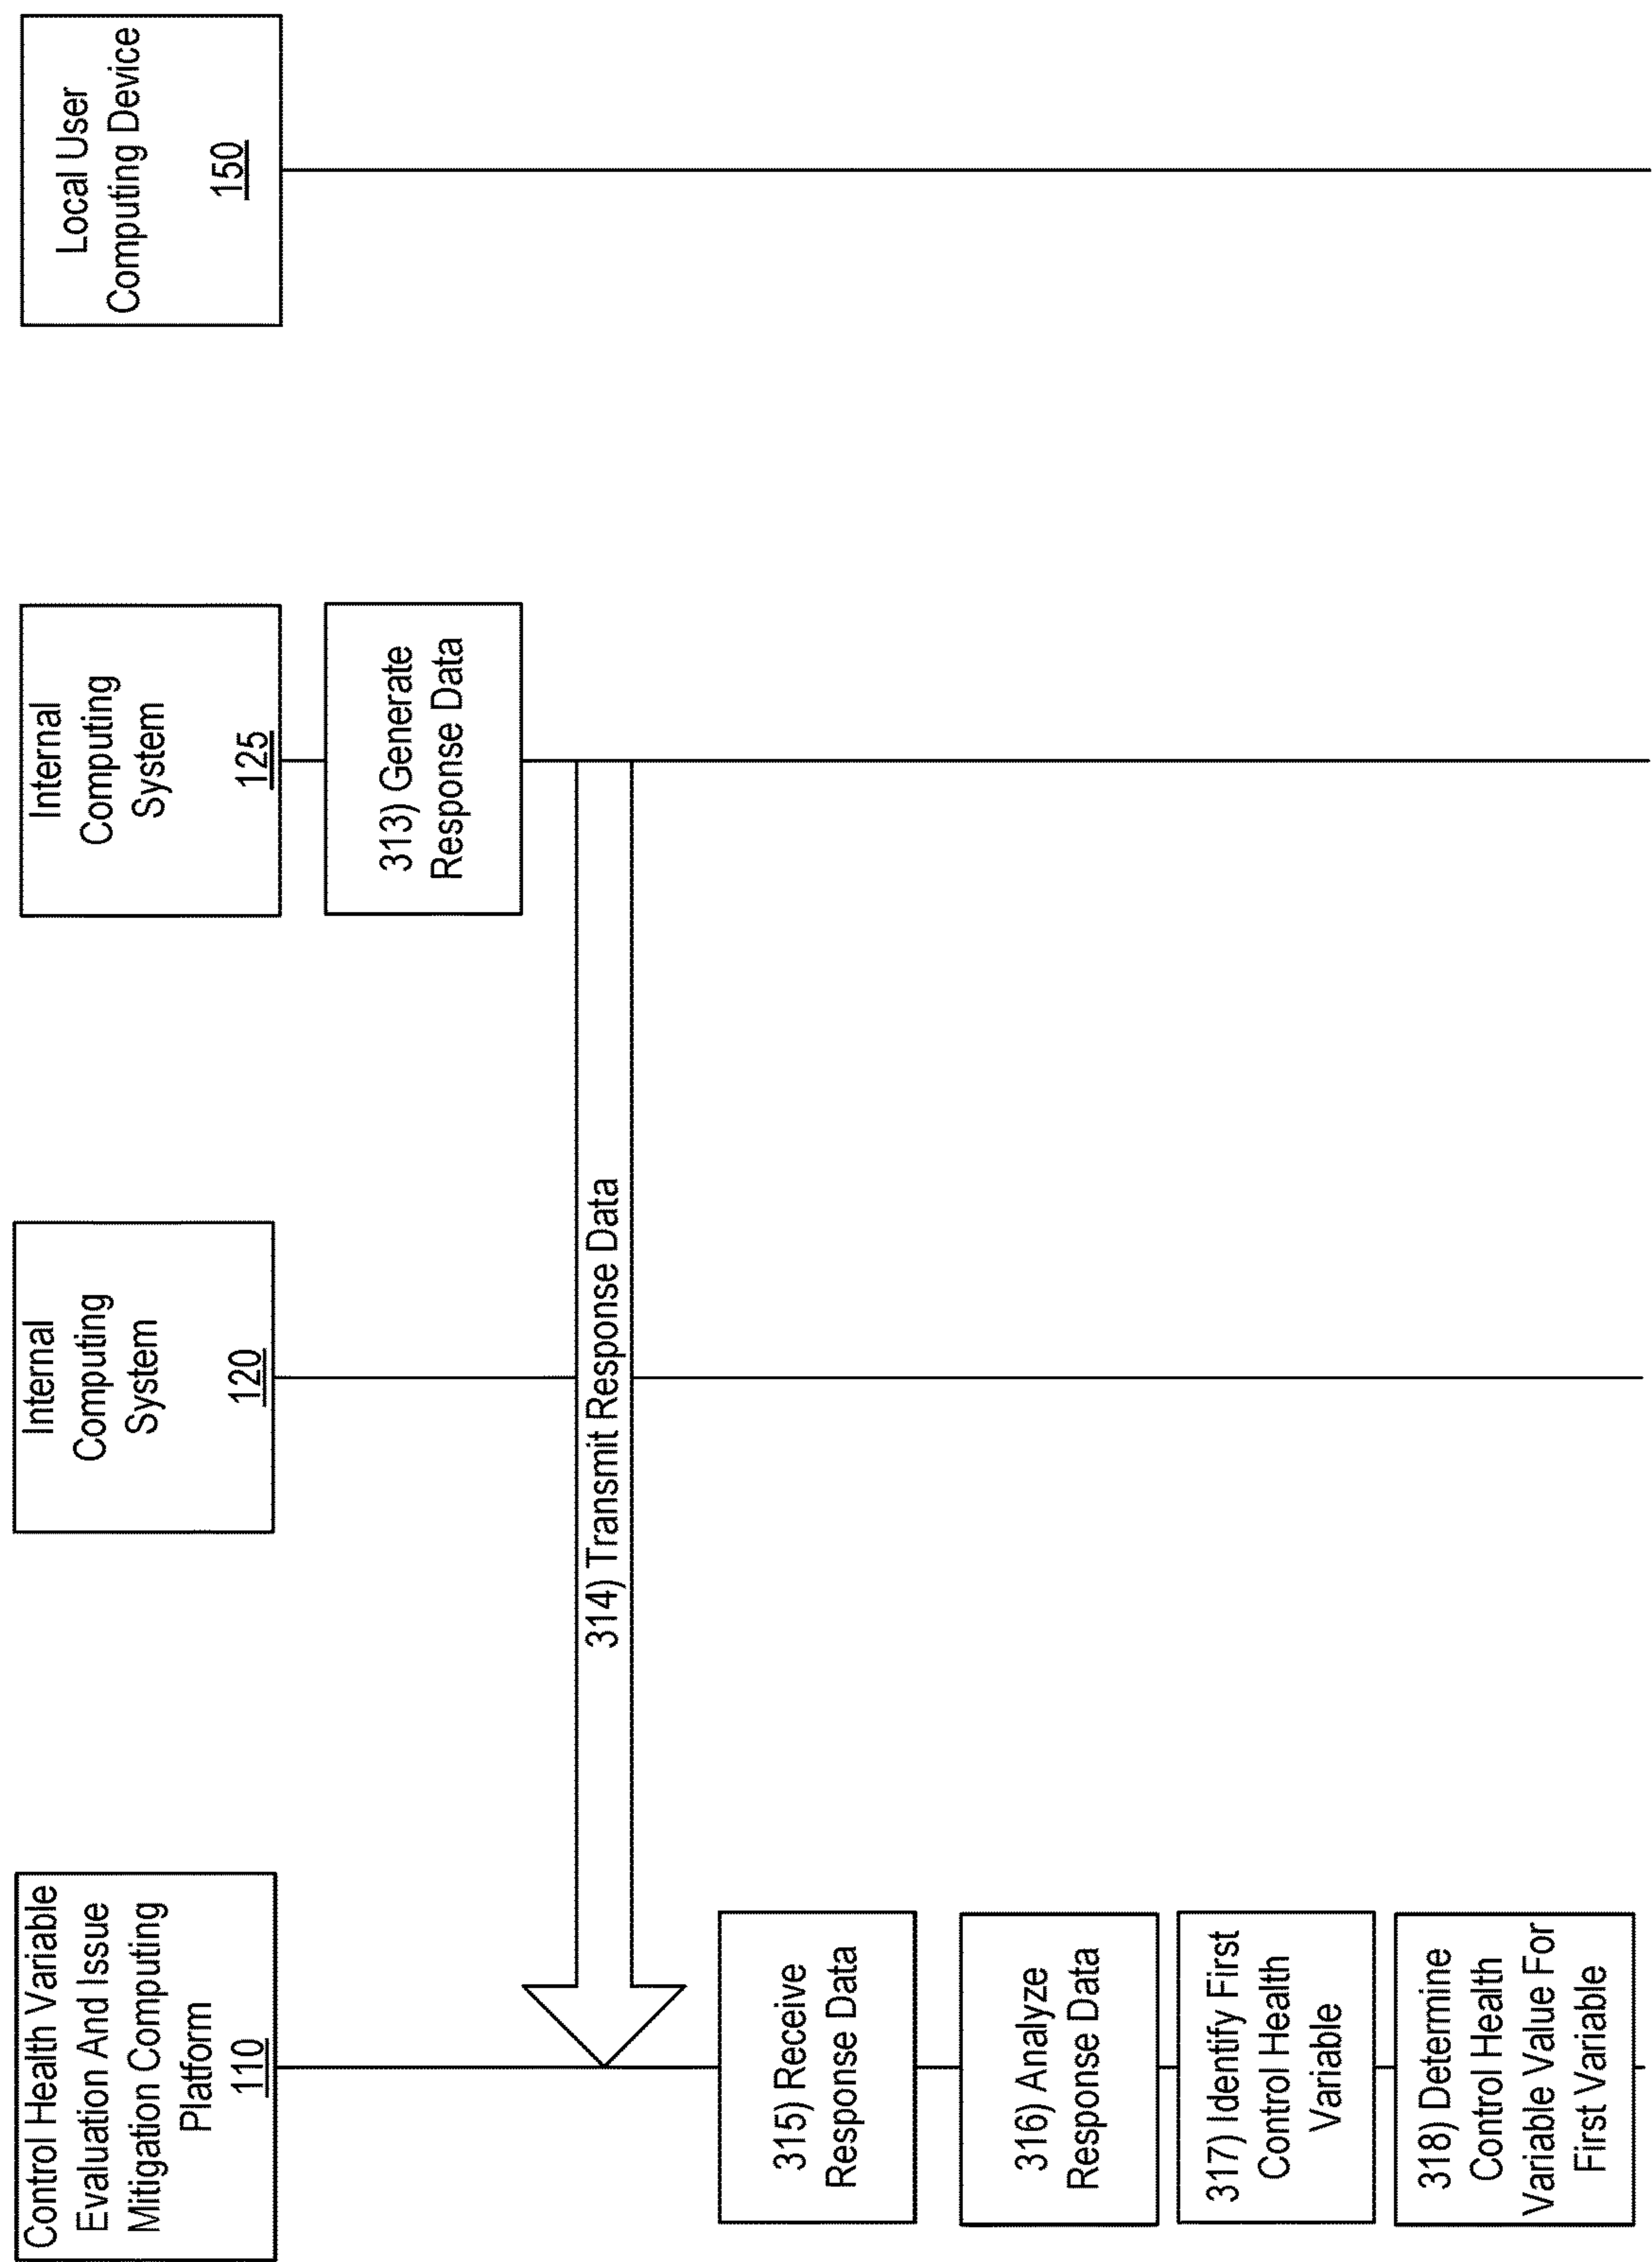 Control Health Variable
Evaluation And Issue
Mitigation Computing
Platform
110
Internal
Computing
System
120
Internal
Computing
System
125
Local User
Computing Device
150
313) Generate
Response Data
314) Transmit Response Data
315) Receive
Response Data
316) Analyze
Response Data
317) Identify First
Control Health
Variable
318) Determine
Control Health
Variable Value For
First Variable